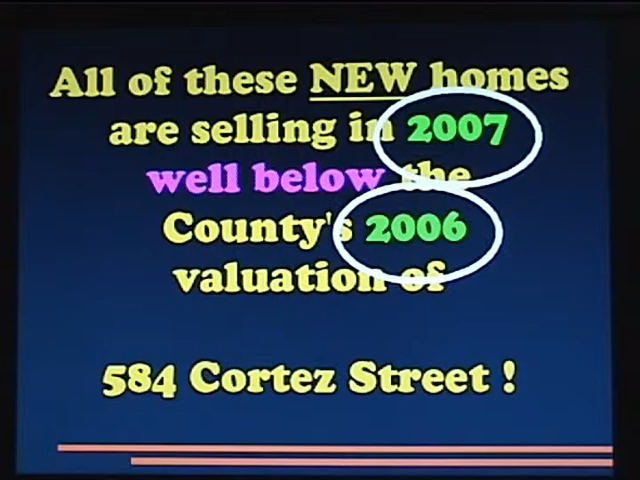 All of these NEW homes
are selling in 2007
well below the
County's 2006
valuation of
584 Cortez Street !